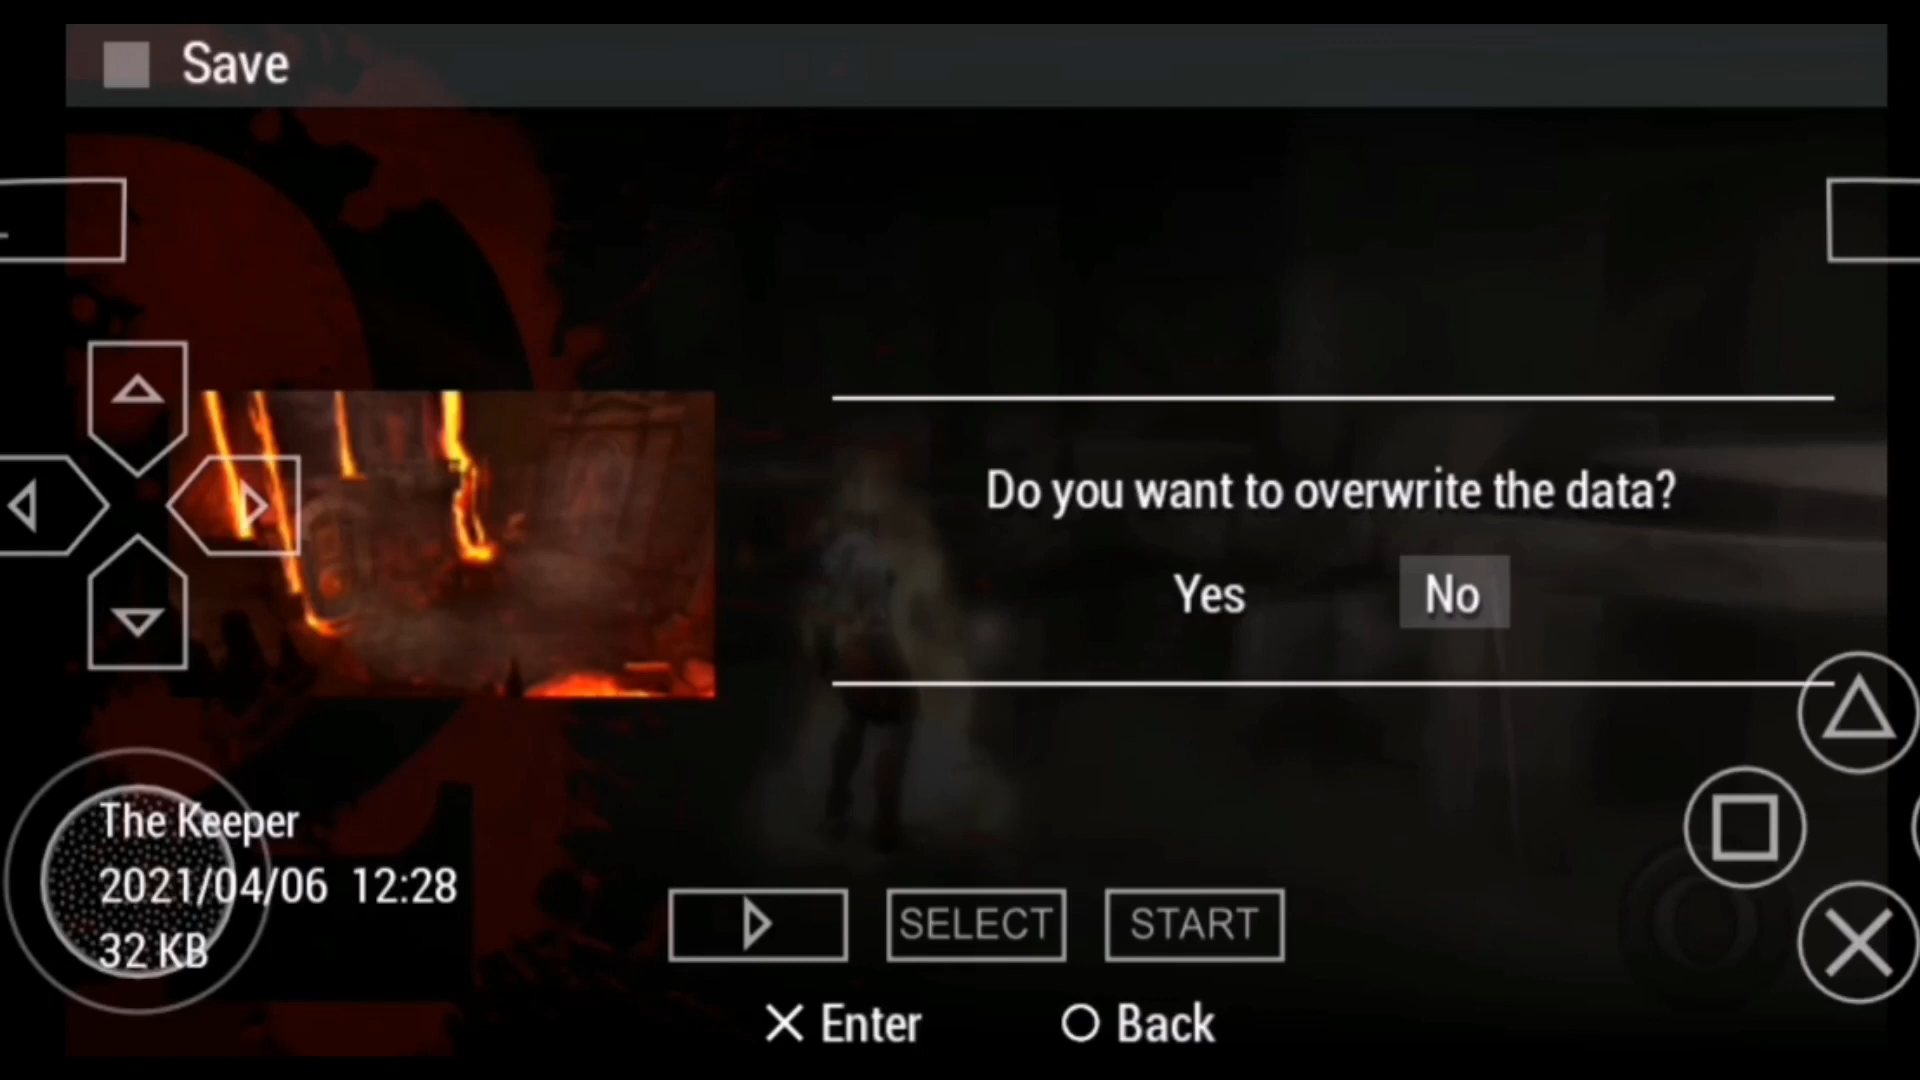 Save
Do you want to overwrite the data?
Yes No
The Keeper
2021/04/06 12:28
32 KB
SELECT START
Enter Back